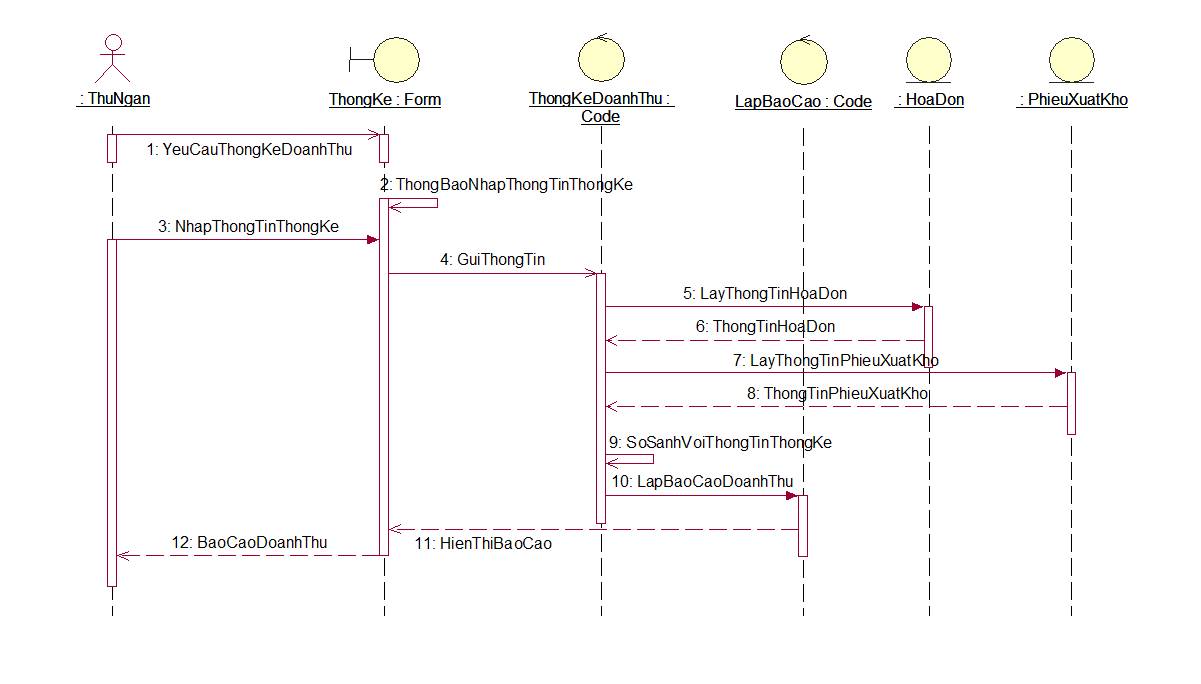 : ThuNgan
ThongKe : Form
ThongKeDoanhThu :
Code
LapBaoCao : Code
: HoaDon
: PhieuXuatKho
1: YeuCauThongKeDoanhThu
2: ThongBaoNhapThongTinThongKe
3: NhapThongTinThongKe
4: GuiThongTin
5: LayThongTinHoaDon
6: ThongTinHoaDon
7: LayThongTinPhieuXuatKho
8: ThongTinPhieuXuatKho
9: SoSanhVoiThongTinThongKe
10: LapBaoCaoDoanhThu
11: HienThiBaoCao
12: BaoCaoDoanhThu